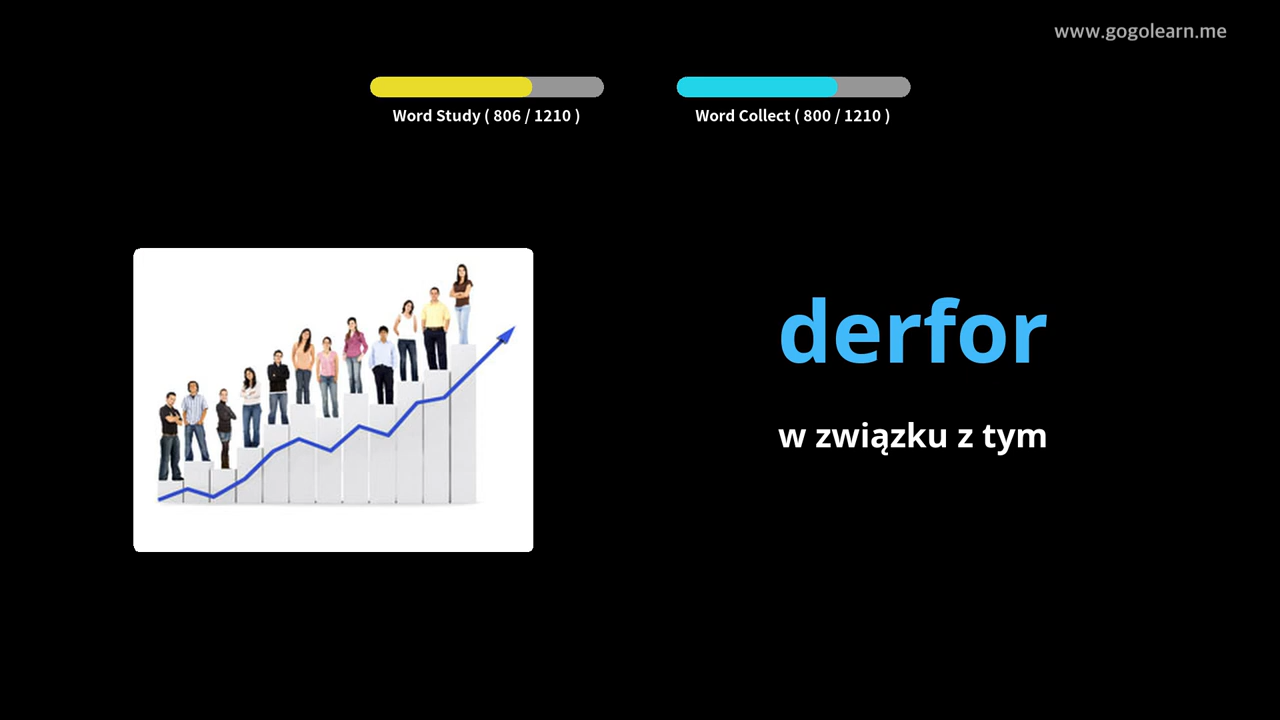 www.gogolearn.me
Word Study ( 806 / 1210 )
Word Collect ( 800 / 1210 )
derfor
w związku z tym